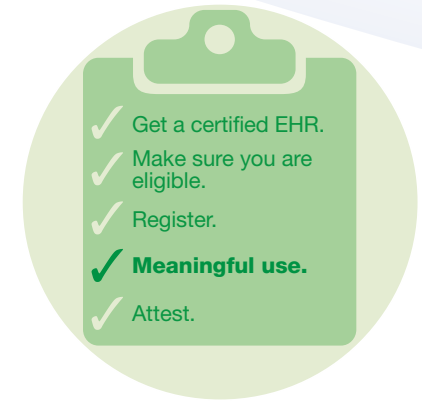 Get a certified EHR.
Make sure you are
eligible.
Register.
Meaningful use.
Attest.